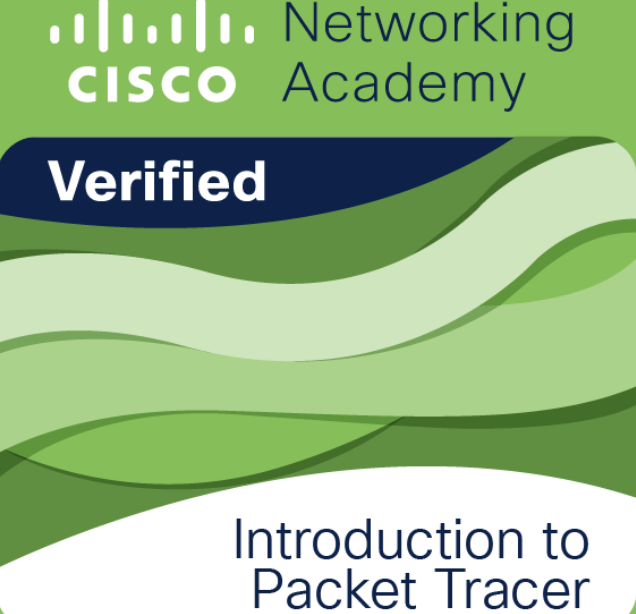 Networking
CISCO Academy
Verified
Introduction to
Packet Tracer